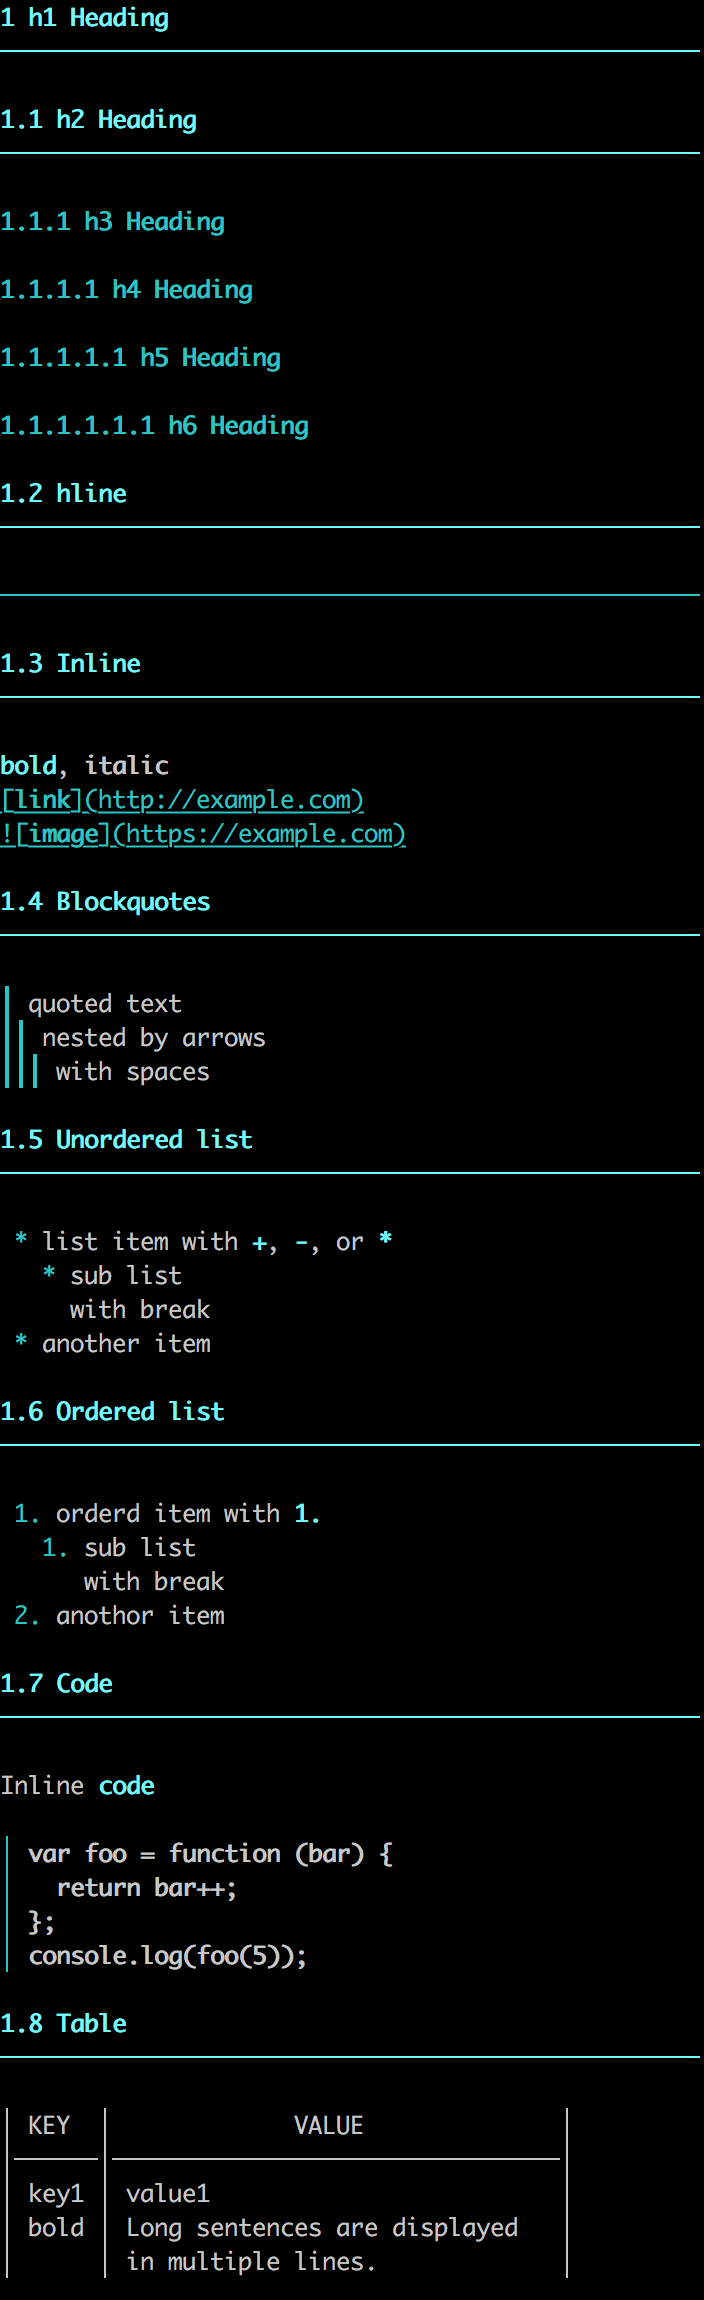 1 h1 Heading
1.1 h2 Heading
1.1.1 h3 Heading
1.1.1.1 h4 Heading
1.1.1.1.1 h5 Heading
1.1.1.1.1.1 h6 Heading
1.2 hline
1.3 Inline
bold, italic
[link](http://example.com)
![image](https://example.com)
1.4 Blockquotes
quoted text
nested by arrows
with spaces
1.5 Unordered list
* list item with +, -, or *
* sub list
with break
* another item
1.6 Ordered list
1. orderd item with 1.
1. sub list
with break
2. anothor item
1.7 Code
Inline code
var foo = function (bar) {
return bar++;
};
console.log(foo(5));
1.8 Table
KEY VALUE
key1 value1
bold Long sentences are displayed
in multiple lines.